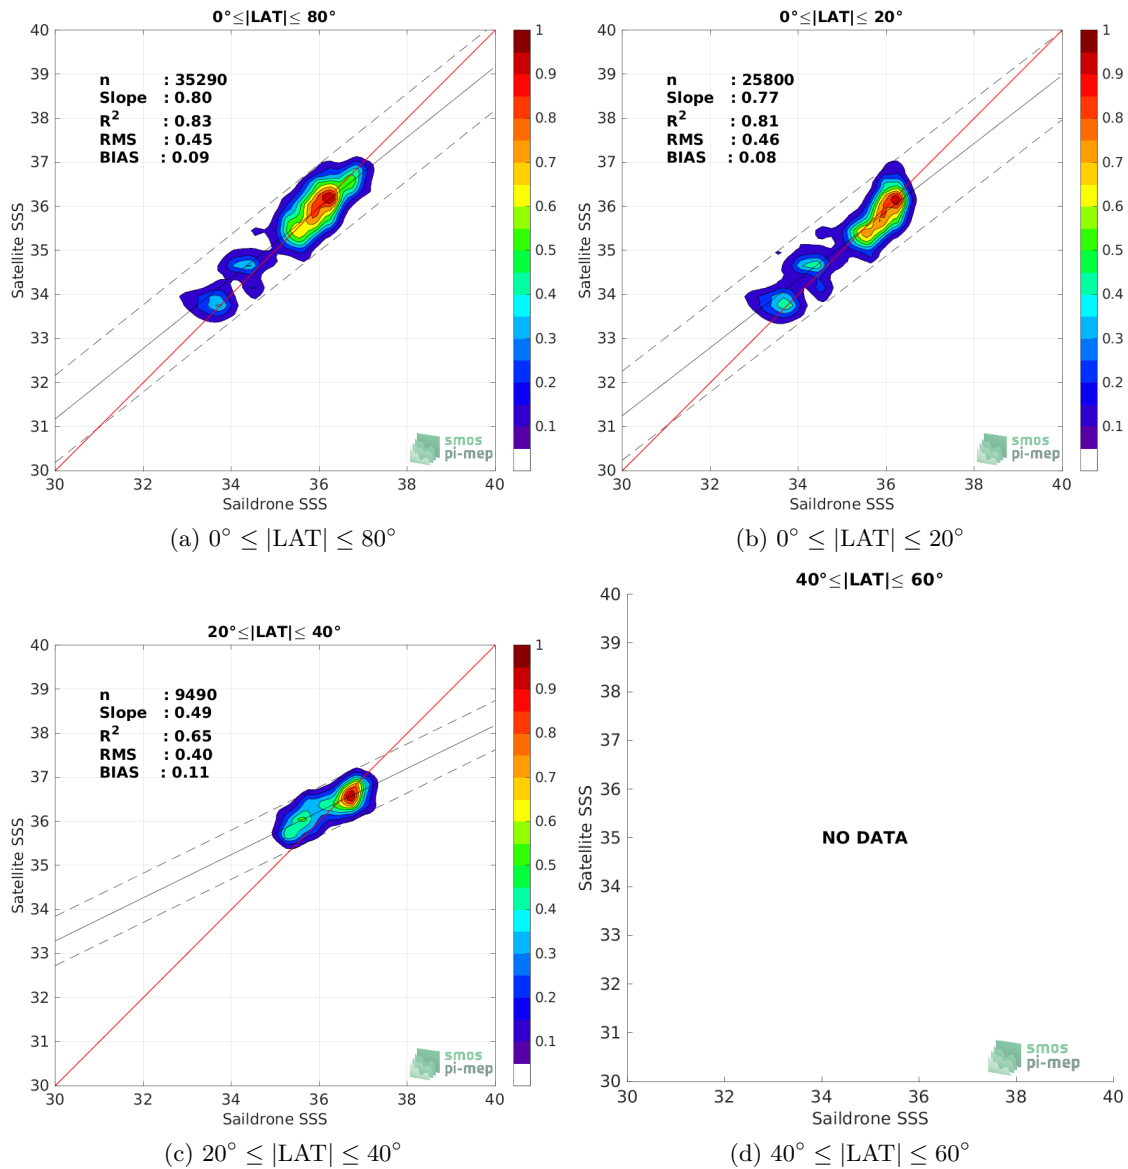 0°≤|LAT|≤ 80°
n : 35290
Slope : 0.80
R² : 0.83
RMS : 0.45
BIAS : 0.09
40
39
38
37
36
35
34
33
32
31
30
30 32 34 36 38 40
Satellite SSS
Saildrone SSS
1
0.9
0.8
0.7
0.6
0.5
0.4
0.3
0.2
0.1
smos
pi-mep
(a) 0° ≤ |LAT| ≤ 80°
0°≤|LAT|≤ 20°
n : 25800
Slope : 0.77
R² : 0.81
RMS : 0.46
BIAS : 0.08
40
39
38
37
36
35
34
33
32
31
30
30 32 34 36 38 40
Satellite SSS
Saildrone SSS
1
0.9
0.8
0.7
0.6
0.5
0.4
0.3
0.2
0.1
smos
pi-mep
(b) 0° ≤ |LAT| ≤ 20°
20°≤|LAT|≤ 40°
n : 9490
Slope : 0.49
R² : 0.65
RMS : 0.40
BIAS : 0.11
40
39
38
37
36
35
34
33
32
31
30
30 32 34 36 38 40
Satellite SSS
Saildrone SSS
1
0.9
0.8
0.7
0.6
0.5
0.4
0.3
0.2
0.1
smos
pi-mep
(c) 20° ≤ |LAT| ≤ 40°
40°≤|LAT|≤ 60°
40
39
38
37
36
35
34
33
32
31
30
30 32 34 36 38 40
Satellite SSS
NO DATA
Saildrone SSS
smos
pi-mep
(d) 40° ≤ |LAT| ≤ 60°